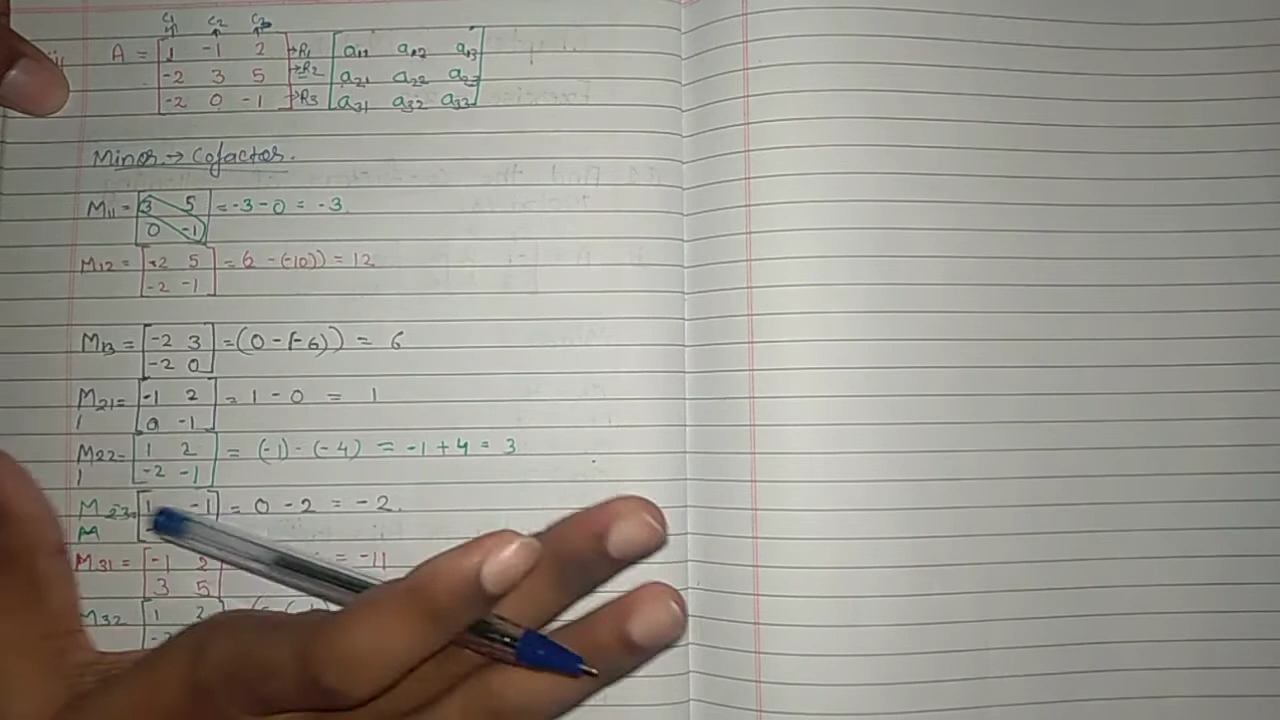 C1 C2 C3
ii A = [1 -1 2 →R1 [a11 a12 a13
-2 3 5 →R2 a21 a22 a23
-2 0 -1] →R3 a31 a32 a33]
Minor → Cofactor.
M11 = [3 5 = -3 - 0 = -3
0 -1]
M12 = [-2 5 = (2 - (-10)) = 12
-2 -1]
M13 = [-2 3 = (0 - (-6)) = 6
-2 0]
M21 = [-1 2 = 1 - 0 = 1
0 -1]
M22 = [1 2 = (-1) - (-4) = -1 + 4 = 3
-2 -1]
M23 = [1 -1] = 0 - 2 = -2.
M31 = [-1 2 = -11
3 5]
M32 [1 2